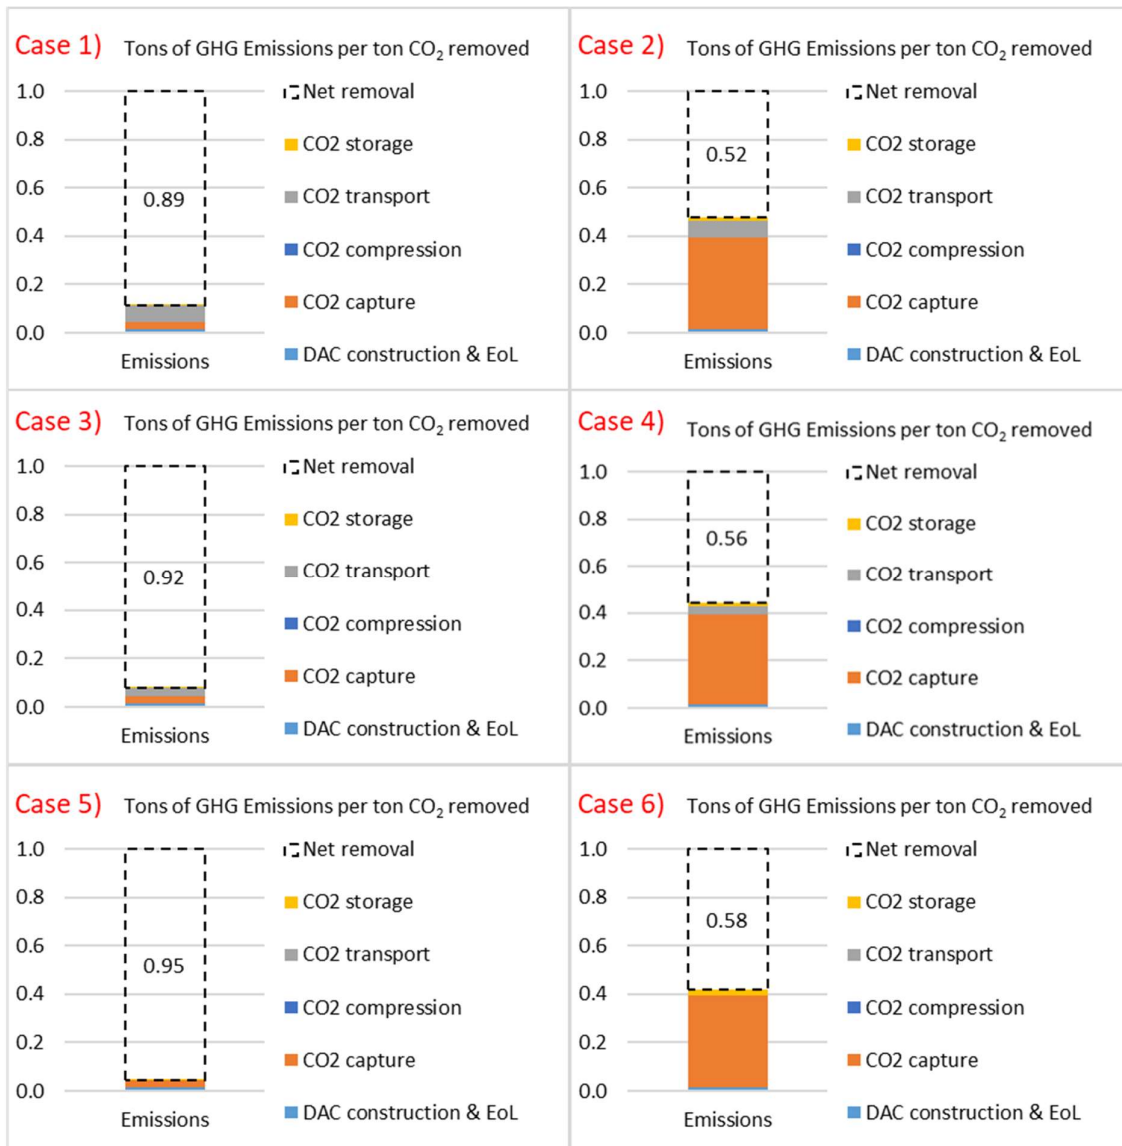 Case 1) Tons of GHG Emissions per ton CO₂ removed
1.0
0.8
0.6
0.4
0.2
0.0
0.89
Emissions
Net removal
CO2 storage
CO2 transport
CO2 compression
CO2 capture
DAC construction & EoL
Case 2) Tons of GHG Emissions per ton CO₂ removed
1.0
0.8
0.6
0.4
0.2
0.0
0.52
Emissions
Net removal
CO2 storage
CO2 transport
CO2 compression
CO2 capture
DAC construction & EoL
Case 3) Tons of GHG Emissions per ton CO₂ removed
1.0
0.8
0.6
0.4
0.2
0.0
0.92
Emissions
Net removal
CO2 storage
CO2 transport
CO2 compression
CO2 capture
DAC construction & EoL
Case 4) Tons of GHG Emissions per ton CO₂ removed
1.0
0.8
0.6
0.4
0.2
0.0
0.56
Emissions
Net removal
CO2 storage
CO2 transport
CO2 compression
CO2 capture
DAC construction & EoL
Case 5) Tons of GHG Emissions per ton CO₂ removed
1.0
0.8
0.6
0.4
0.2
0.0
0.95
Emissions
Net removal
CO2 storage
CO2 transport
CO2 compression
CO2 capture
DAC construction & EoL
Case 6) Tons of GHG Emissions per ton CO₂ removed
1.0
0.8
0.6
0.4
0.2
0.0
0.58
Emissions
Net removal
CO2 storage
CO2 transport
CO2 compression
CO2 capture
DAC construction & EoL